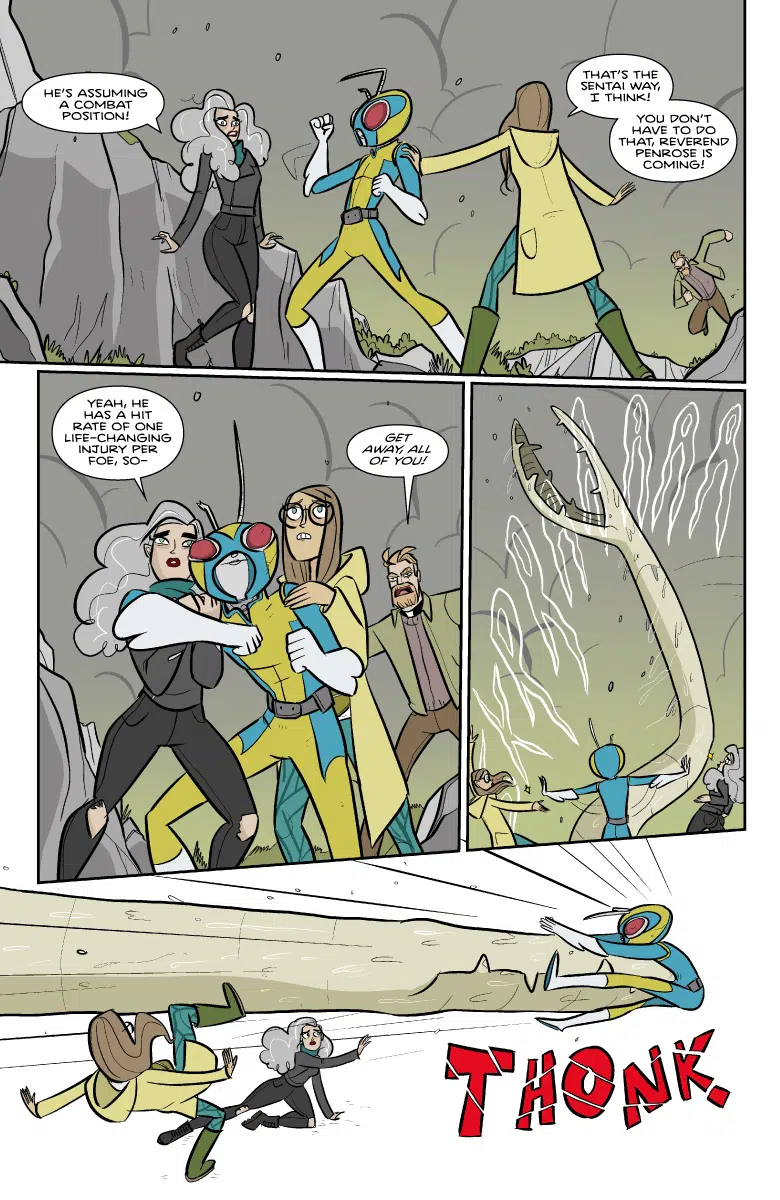 HE'S ASSUMING
A COMBAT
POSITION!
THAT'S THE
SENTAI WAY,
I THINK!
YOU DON'T
HAVE TO DO
THAT, REVEREND
PENROSE IS
COMING!
YEAH, HE
HAS A HIT
RATE OF ONE
LIFE-CHANGING
INJURY PER
FOE, SO-
GET
AWAY, ALL
OF YOU!
KRAAAAAA
THONK.